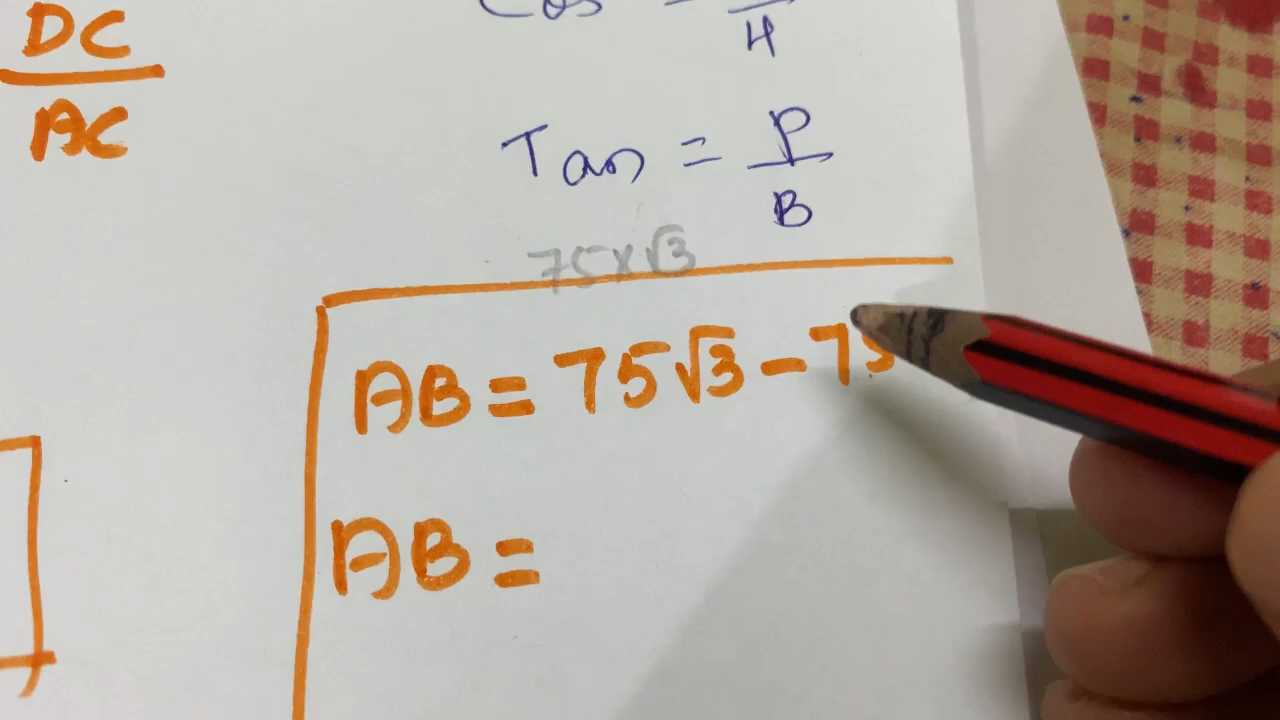 DC
AC
Cos =
H
Tan = P
B
75×√3
AB = 75√3 - 75
AB =